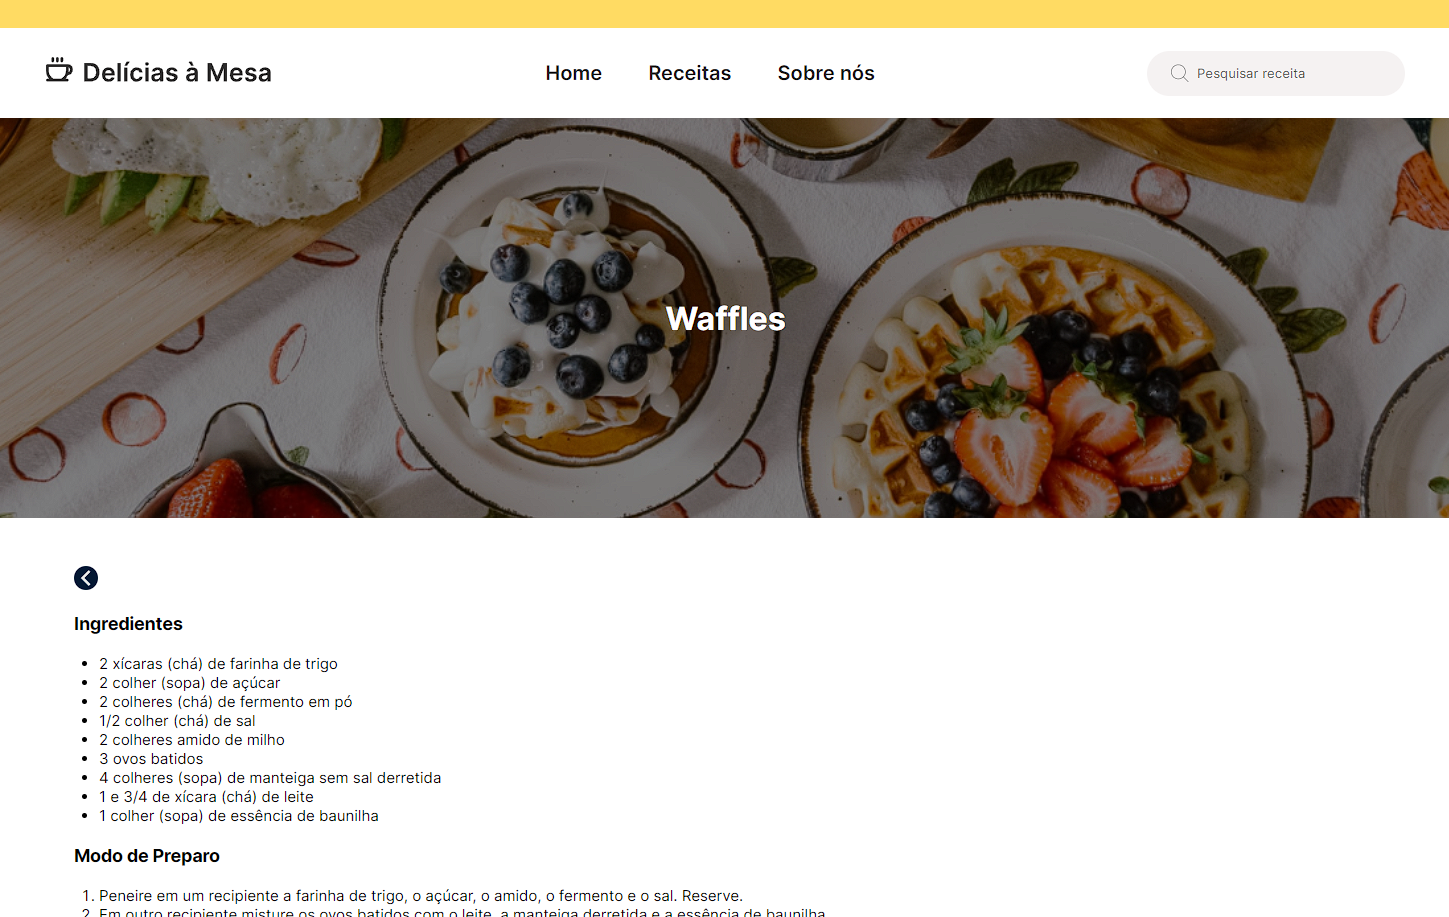 Delícias à Mesa
Home
Receitas
Sobre nós
Pesquisar receita
Waffles
Ingredientes
2 xícaras (chá) de farinha de trigo
2 colher (sopa) de açúcar
2 colheres (chá) de fermento em pó
1/2 colher (chá) de sal
2 colheres amido de milho
3 ovos batidos
4 colheres (sopa) de manteiga sem sal derretida
1 e 3/4 de xícara (chá) de leite
1 colher (sopa) de essência de baunilha
Modo de Preparo
1. Peneire em um recipiente a farinha de trigo, o açúcar, o amido, o fermento e o sal. Reserve.
2. Em outro recipiente misture os ovos batidos com o leite, a manteiga derretida e a essência de baunilha